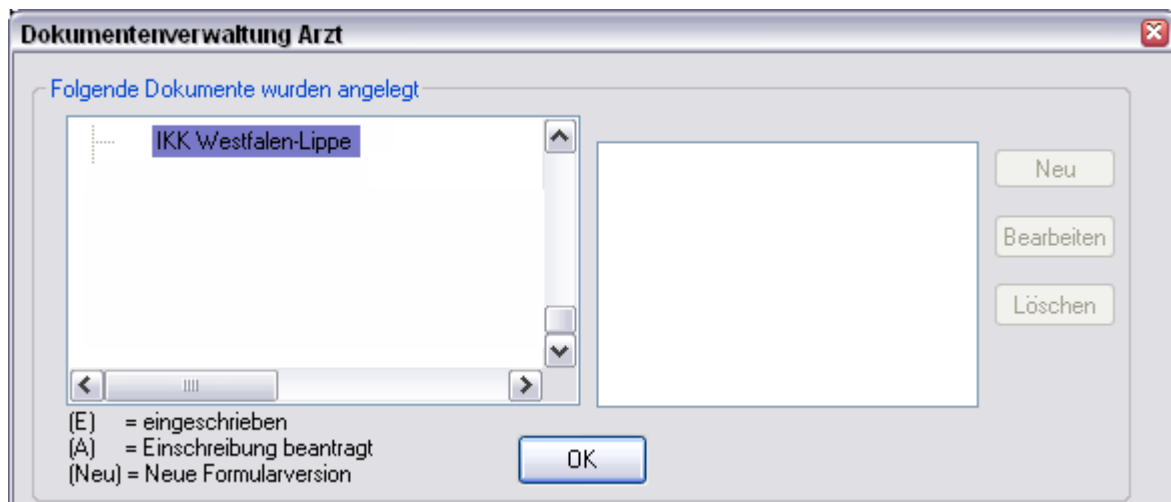 Dokumentenverwaltung Arzt
Folgende Dokumente wurden angelegt
IKK Westfalen-Lippe
Neu
Bearbeiten
Löschen
(E) = eingeschrieben
(A) = Einschreibung beantragt
(Neu) = Neue Formularversion
OK